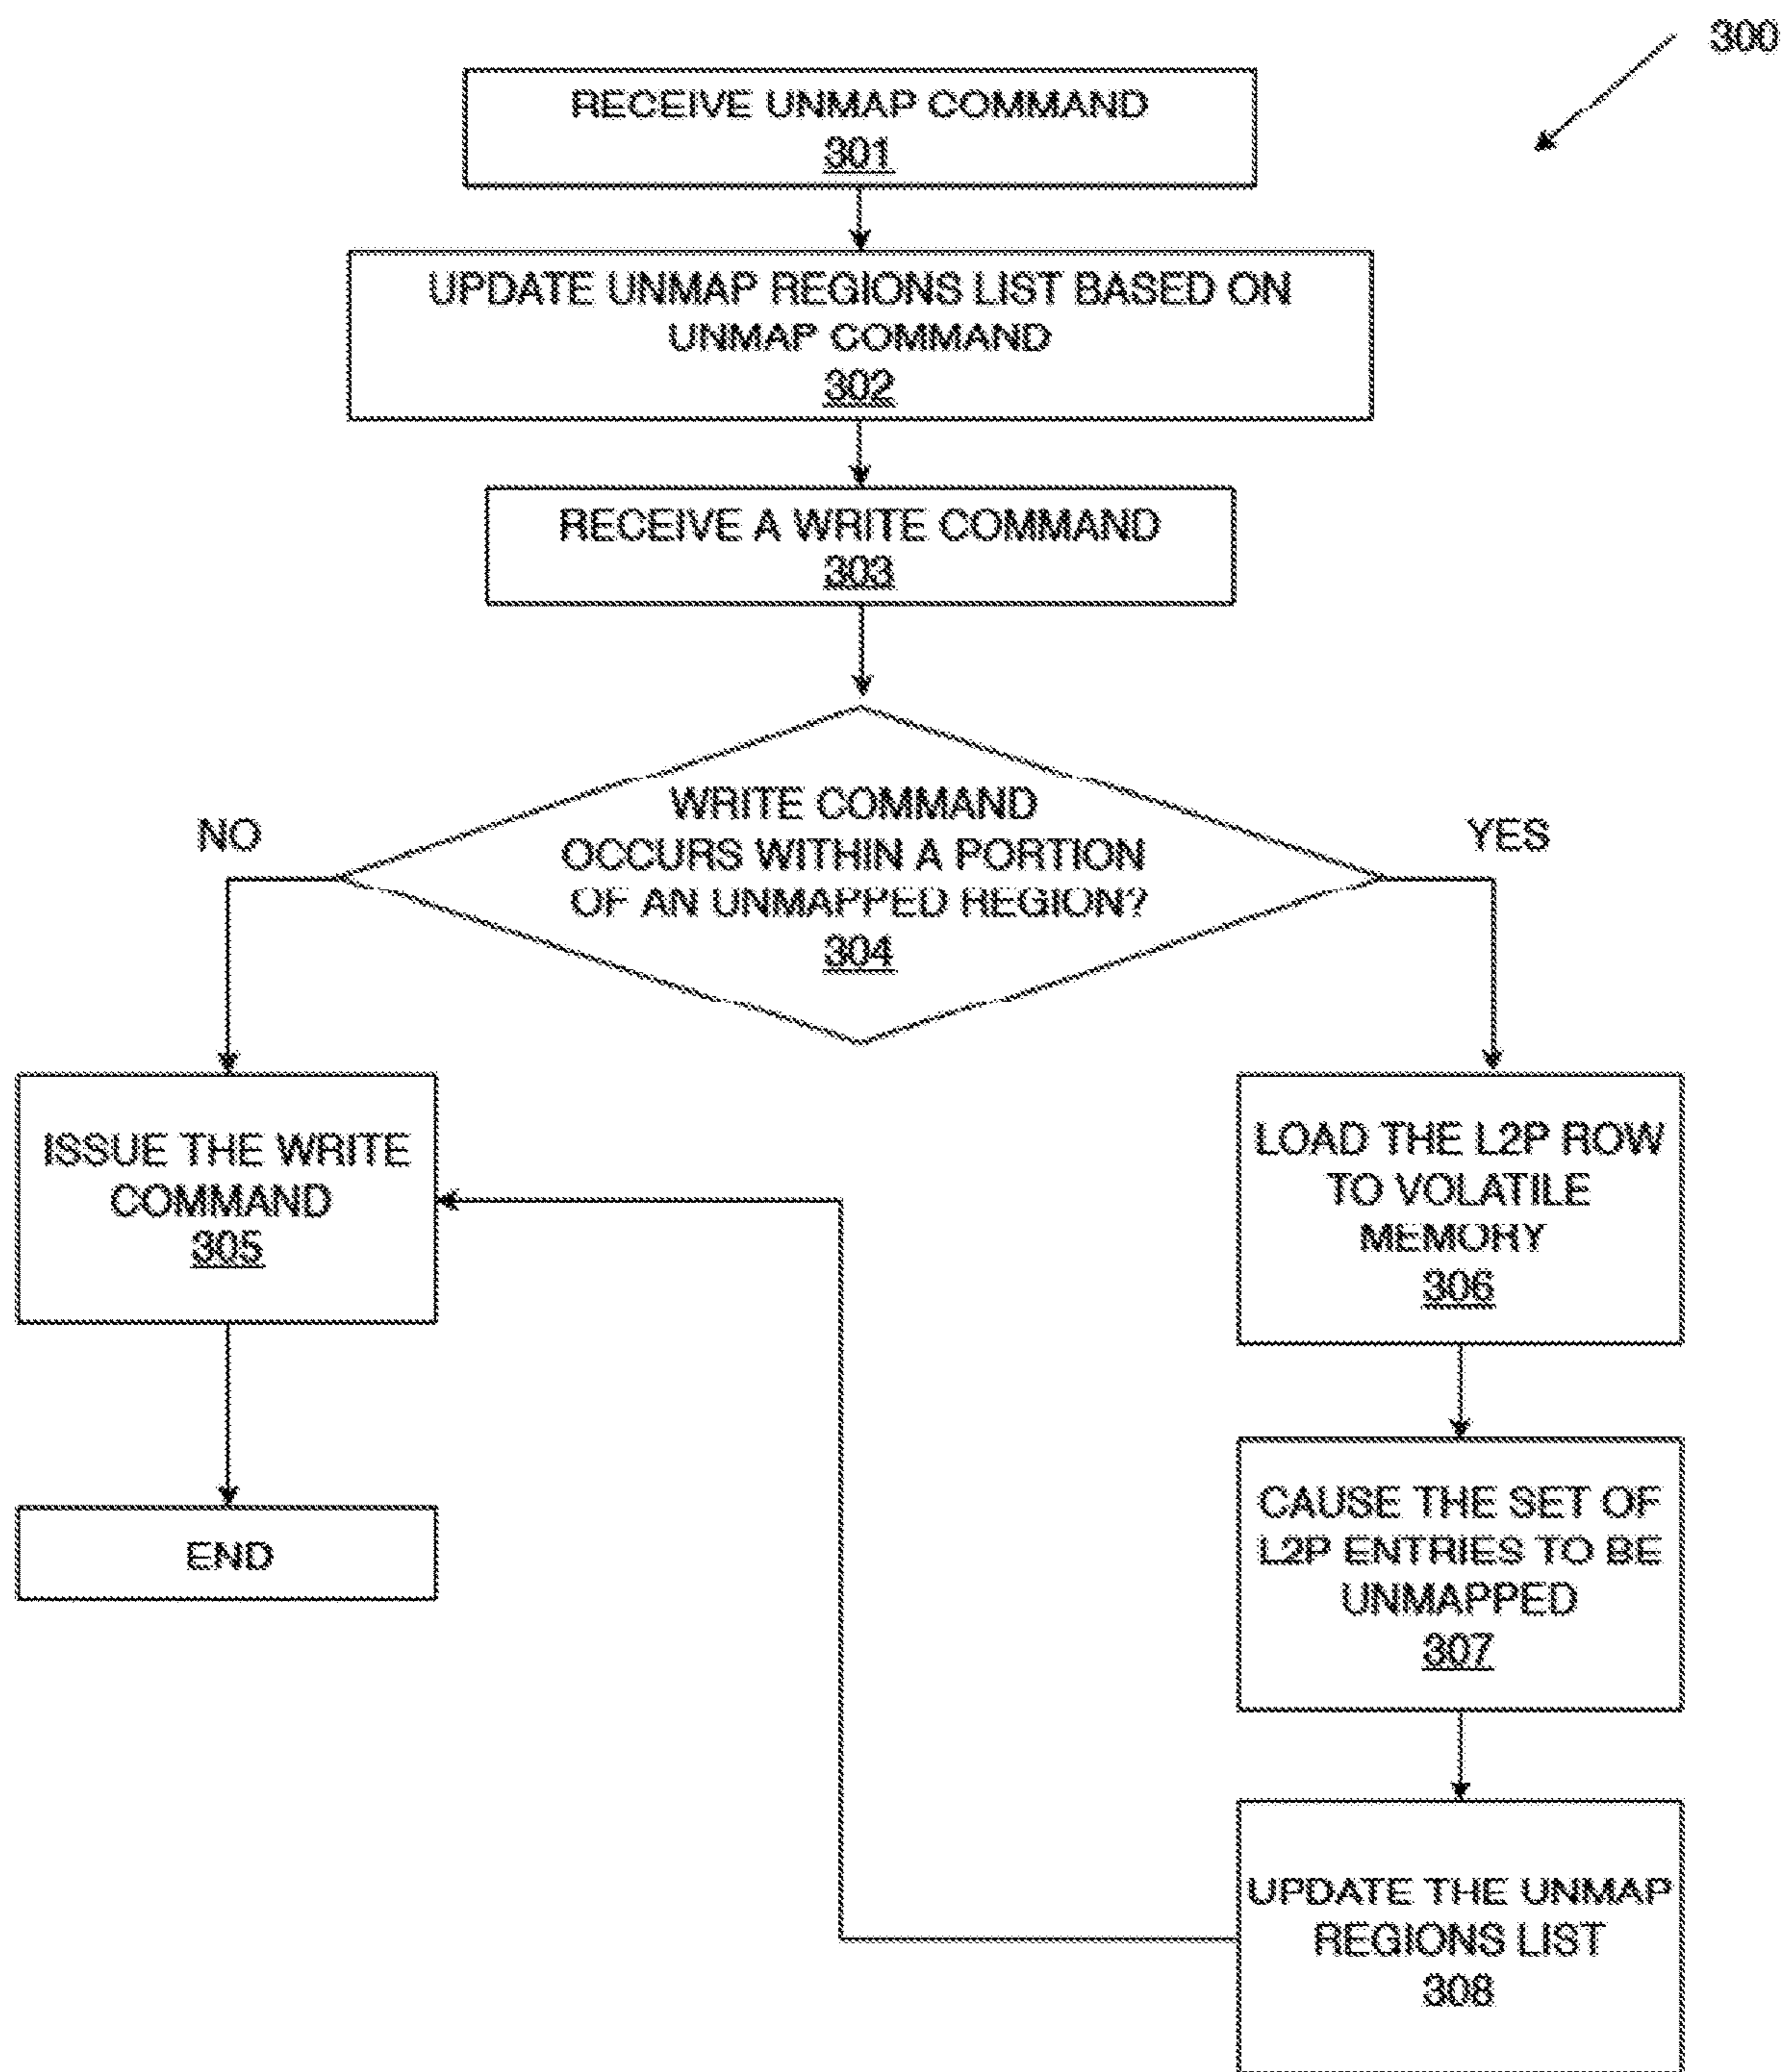 300
RECEIVE UNMAP COMMAND
301
UPDATE UNMAP REGIONS LIST BASED ON
UNMAP COMMAND
302
RECEIVE A WRITE COMMAND
303
WRITE COMMAND
OCCURS WITHIN A PORTION
OF AN UNMAPPED REGION?
304
NO
YES
ISSUE THE WRITE
COMMAND
305
END
LOAD THE L2P ROW
TO VOLATILE
MEMORY
306
CAUSE THE SET OF
L2P ENTRIES TO BE
UNMAPPED
307
UPDATE THE UNMAP
REGIONS LIST
308